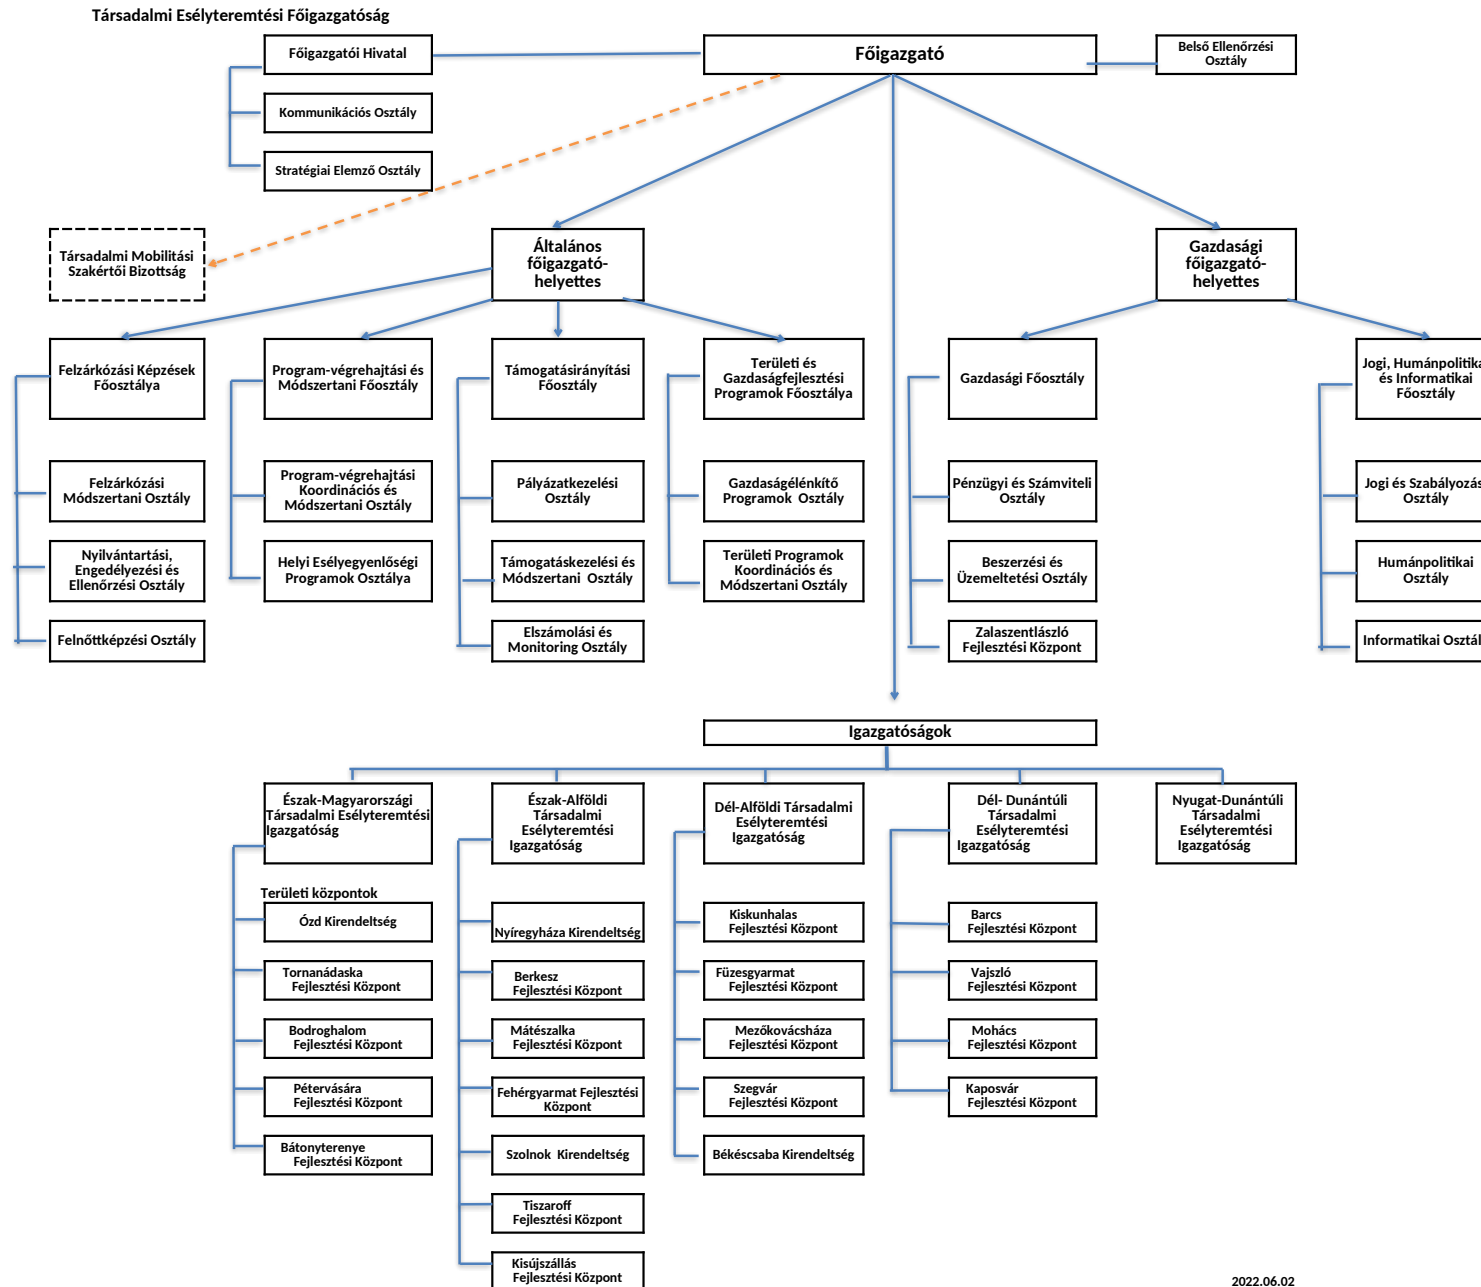 Társadalmi Esélyteremtési Főigazgatóság
Főigazgatói Hivatal
Főigazgató
Belső Ellenőrzési
Osztály
Kommunikációs Osztály
Stratégiai Elemző Osztály
Társadalmi Mobilitási
Szakértői Bizottság
Általános
főigazgató-
helyettes
Gazdasági
főigazgató-
helyettes
Felzárkózási Képzések
Főosztálya
Program-végrehajtási és
Módszertani Főosztály
Támogatásirányítási
Főosztály
Területi és
Gazdaságfejlesztési
Programok Főosztálya
Gazdasági Főosztály
Jogi, Humánpolitika
és Informatikai
Főosztály
Felzárkózási
Módszertani Osztály
Program-végrehajtási
Koordinációs és
Módszertani Osztály
Pályázatkezelési
Osztály
Gazdaságélénkítő
Programok  Osztály
Pénzügyi és Számviteli
Osztály
Jogi és Szabályozás
Osztály
Nyilvántartási,
Engedélyezési és
Ellenőrzési Osztály
Helyi Esélyegyenlőségi
Programok Osztálya
Támogatáskezelési és
Módszertani  Osztály
Területi Programok
Koordinációs és
Módszertani Osztály
Beszerzési és
Üzemeltetési Osztály
Humánpolitikai
Osztály
Felnőttképzési Osztály
Elszámolási és
Monitoring Osztály
Zalaszentlászló
Fejlesztési Központ
Informatikai Osztál
Igazgatóságok
Észak-Magyarországi
Társadalmi Esélyteremtési
Igazgatóság
Észak-Alföldi
Társadalmi
Esélyteremtési
Igazgatóság
Dél-Alföldi Társadalmi
Esélyteremtési
Igazgatóság
Dél- Dunántúli
Társadalmi
Esélyteremtési
Igazgatóság
Nyugat-Dunántúli
Társadalmi
Esélyteremtési
Igazgatóság
Területi központok
Ózd Kirendeltség
Nyíregyháza Kirendeltség
Kiskunhalas
Fejlesztési Központ
Barcs
Fejlesztési Központ
Tornanádaska
Fejlesztési Központ
Berkesz
Fejlesztési Központ
Füzesgyarmat
Fejlesztési Központ
Vajszló
Fejlesztési Központ
Bodroghalom
Fejlesztési Központ
Mátészalka
Fejlesztési Központ
Mezőkovácsháza
Fejlesztési Központ
Mohács
Fejlesztési Központ
Pétervására
Fejlesztési Központ
Fehérgyarmat Fejlesztési
Központ
Szegvár
Fejlesztési Központ
Kaposvár
Fejlesztési Központ
Bátonyterenye
Fejlesztési Központ
Szolnok  Kirendeltség
Békéscsaba Kirendeltség
Tiszaroff
Fejlesztési Központ
Kisújszállás
Fejlesztési Központ
2022.06.02